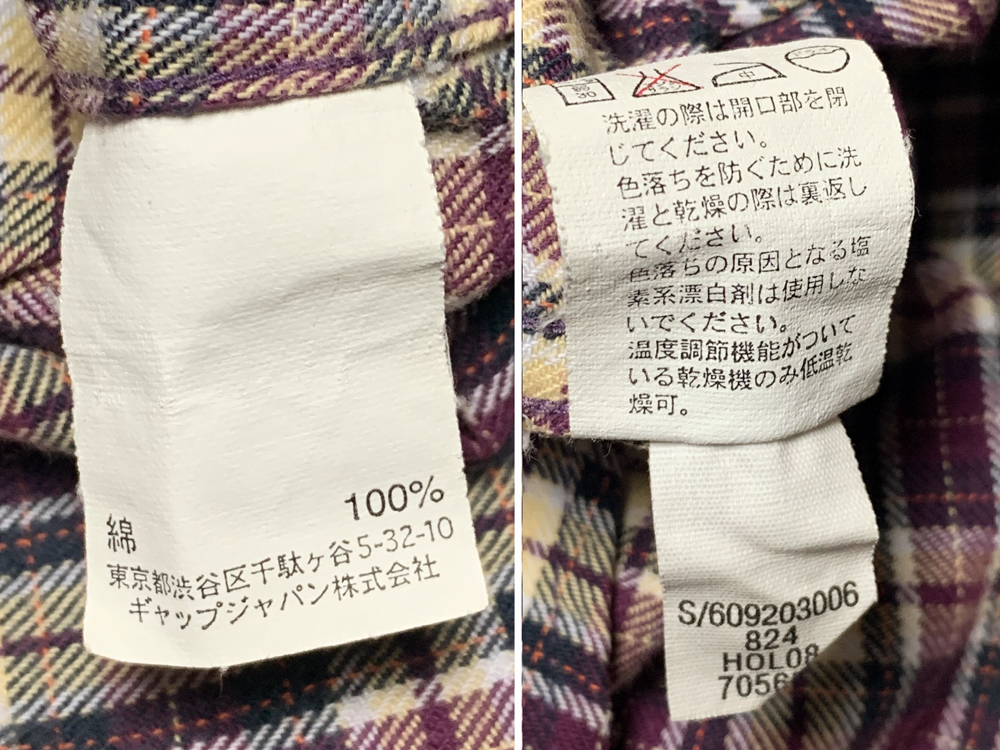 綿 100%
東京都渋谷区千駄ヶ谷5-32-10
ギャップジャパン株式会社
中
洗濯の際は開口部を閉
じてください。
色落ちを防ぐために洗
濯と乾燥の際は裏返し
てください。
色落ちの原因となる塩
素系漂白剤は使用しな
いでください。
温度調節機能がついて
いる乾燥機のみ低温乾
燥可。
S/609203006
824
HOL08
7056